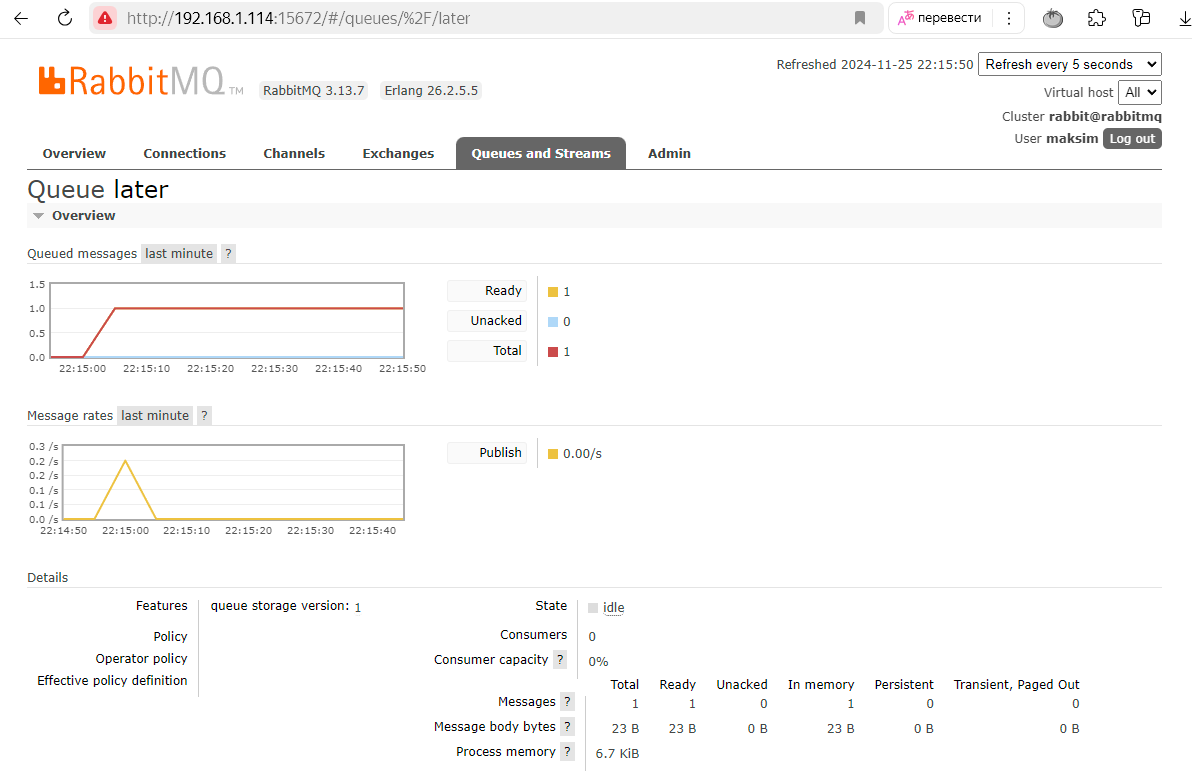 http://192.168.1.114:15672/#/queues/%2F/later
перевести
Refreshed 2024-11-25 22:15:50 Refresh every 5 seconds
RabbitMQ TM RabbitMQ 3.13.7 Erlang 26.2.5.5
Virtual host All
Cluster rabbit@rabbitmq
User maksim Log out
Overview Connections Channels Exchanges Queues and Streams Admin
Queue later
Overview
Queued messages last minute ?
1.5
1.0
0.5
0.0
22:15:00 22:15:10 22:15:20 22:15:30 22:15:40 22:15:50
Ready 1
Unacked 0
Total 1
Message rates last minute ?
0.3 /s
0.2 /s
0.2 /s
0.1 /s
0.1 /s
0.0 /s
22:14:50 22:15:00 22:15:10 22:15:20 22:15:30 22:15:40
Publish 0.00/s
Details
Features queue storage version: 1
Policy
Operator policy
Effective policy definition
State idle
Consumers 0
Consumer capacity ? 0%
Total Ready Unacked In memory Persistent Transient, Paged Out
Messages ? 1 1 0 1 0 0
Message body bytes ? 23 B 23 B 0 B 23 B 0 B 0 B
Process memory ? 6.7 KiB